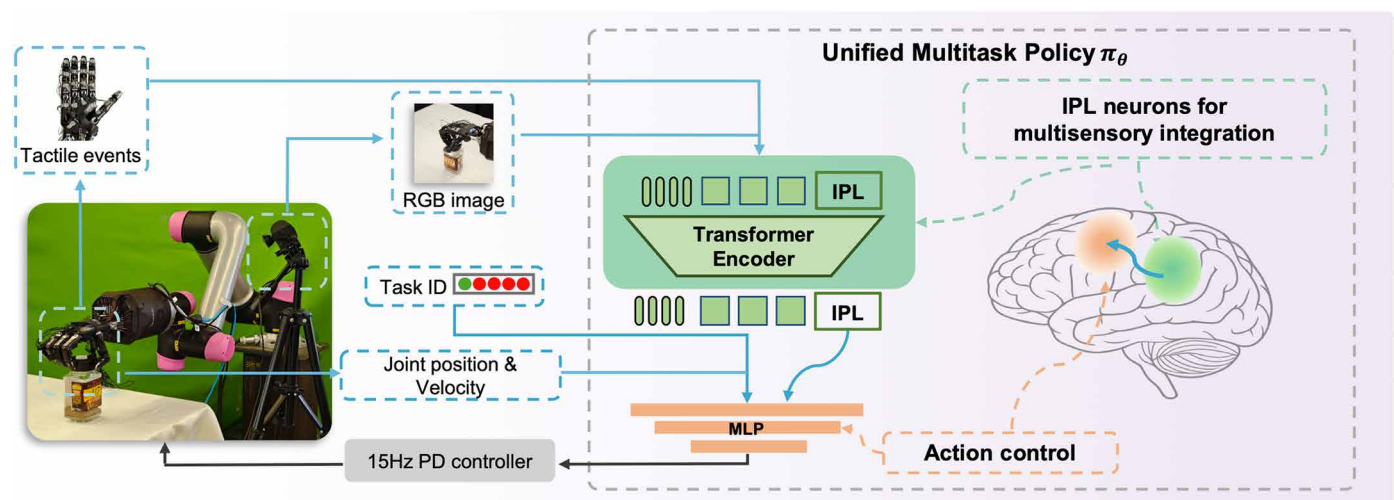 Unified Multitask Policy π_θ
Tactile events
RGB image
IPL neurons for
multisensory integration
IPL
Transformer
Encoder
Task ID
IPL
Joint position &
Velocity
MLP
Action control
15Hz PD controller